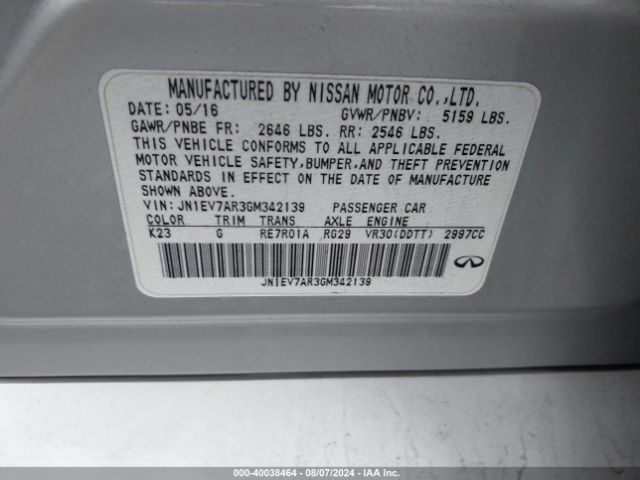 MANUFACTURED BY NISSAN MOTOR CO.,LTD.
DATE: 05/16 GVWR/PNBV: 5159 LBS.
GAWR/PNBE FR: 2646 LBS. RR: 2546 LBS.
THIS VEHICLE CONFORMS TO ALL APPLICABLE FEDERAL
MOTOR VEHICLE SAFETY,BUMPER,AND THEFT PREVENTION
STANDARDS IN EFFECT ON THE DATE OF MANUFACTURE
SHOWN ABOVE.
VIN: JN1EV7AR3GM342139 PASSENGER CAR
COLOR TRIM TRANS AXLE ENGINE
K23 G RE7R01A RG29 VR30(DDTT) 2997CC
JN1EV7AR3GM342139
000-40038464 - 08/07/2024 - IAAI.com